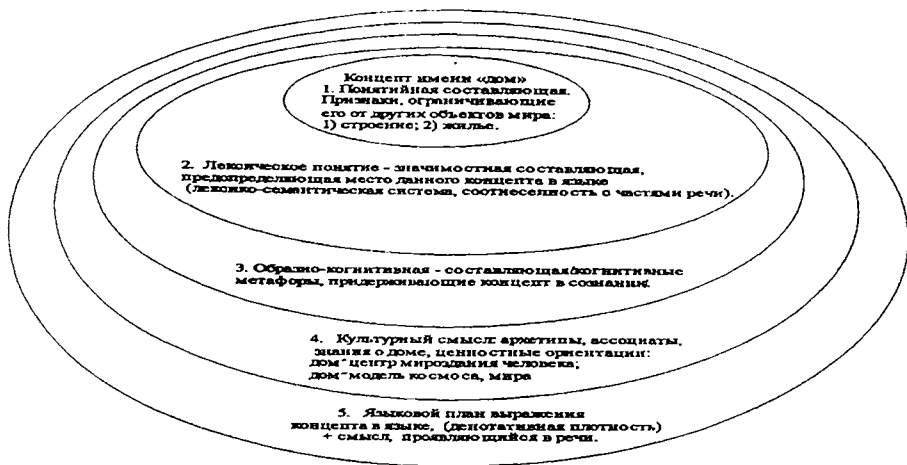 Концепт имени «дом»
1. Понятийная составляющая.
Признаки, ограничивающие
его от других объектов мира:
1) строение; 2) жилье.
2. Лексическое понятие - значимостная составляющая,
предопределяющая место данного концепта в языке
(лексико-семантическая система, соотнесенность с частями речи).
3. Образно-когнитивная - составляющая/когнитивные
метафоры, придерживающие концепт в сознании/.
4. Культурный смысл: архетипы, ассоциаты,
знания о доме, ценностные ориентации:
дом-центр мироздания человека;
дом-модель космоса, мира
5. Языковой план выражения
концепта в языке, (денотативная плотность)
+ смысл, проявляющийся в речи.